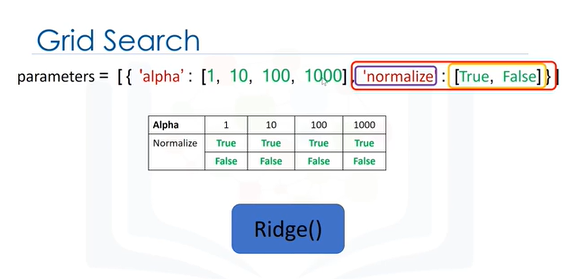 Grid Search
parameters = [{ 'alpha' : [1, 10, 100, 1000], 'normalize : [True, False] } ]
Alpha 1 10 100 1000
Normalize True True True True
False False False False
Ridge()